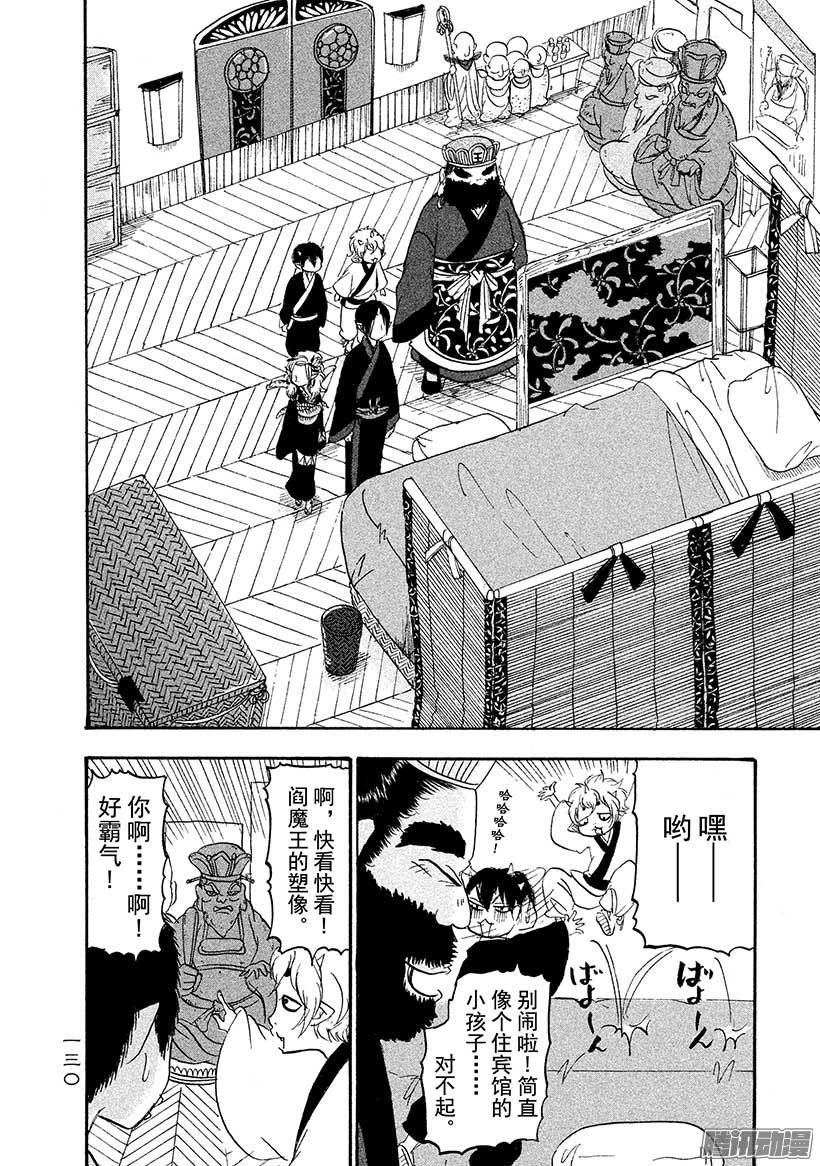 嘿——
哟——
哈哈哈哈！
ばよーん
ばよーん
别闹啦！简直
像个住宾馆的
小孩子……
对不起。
啊，快看快看！
阎魔王的塑像。
你啊……啊！
好霸气！
一三〇
腾讯动漫